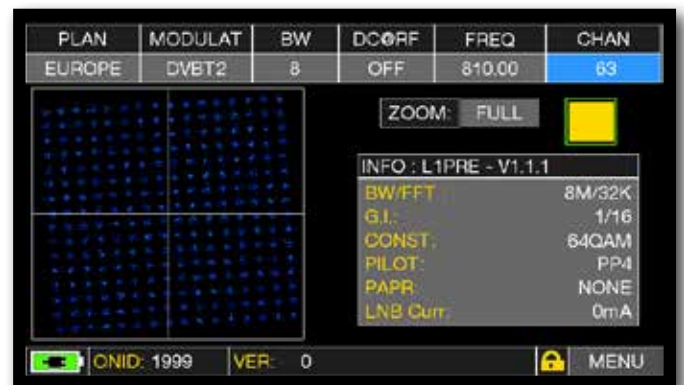 PLAN MODULAT BW DC@RF FREQ CHAN
EUROPE DVBT2 8 OFF 810.00 63
ZOOM: FULL
INFO : L1PRE - V1.1.1
BW/FFT : 8M/32K
G.I.: 1/16
CONST.: 64QAM
PILOT: PP4
PAPR: NONE
LNB Curr.: 0mA
ONID: 1999 VER: 0 MENU